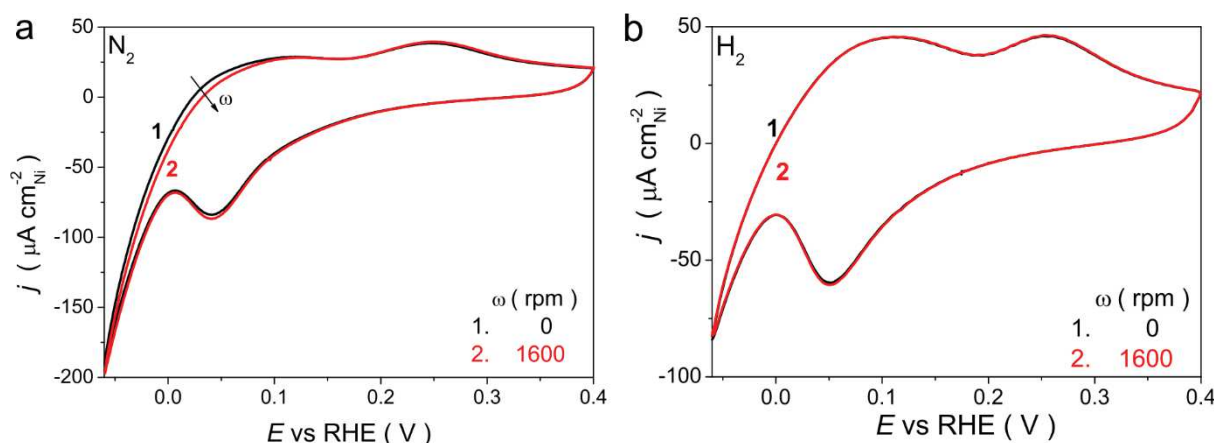 a
N₂
j ( μA cm⁻²Ni )
50
0
-50
-100
-150
-200
1
2
ω
ω ( rpm )
1. 0
2. 1600
0.0 0.1 0.2 0.3 0.4
E vs RHE ( V )
b
H₂
j ( μA cm⁻²Ni )
50
0
-50
-100
1
2
ω ( rpm )
1. 0
2. 1600
0.0 0.1 0.2 0.3 0.4
E vs RHE ( V )